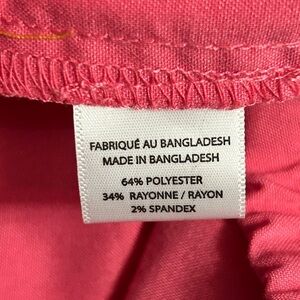 FABRIQUÉ AU BANGLADESH
MADE IN BANGLADESH
64% POLYESTER
34% RAYONNE / RAYON
2% SPANDEX